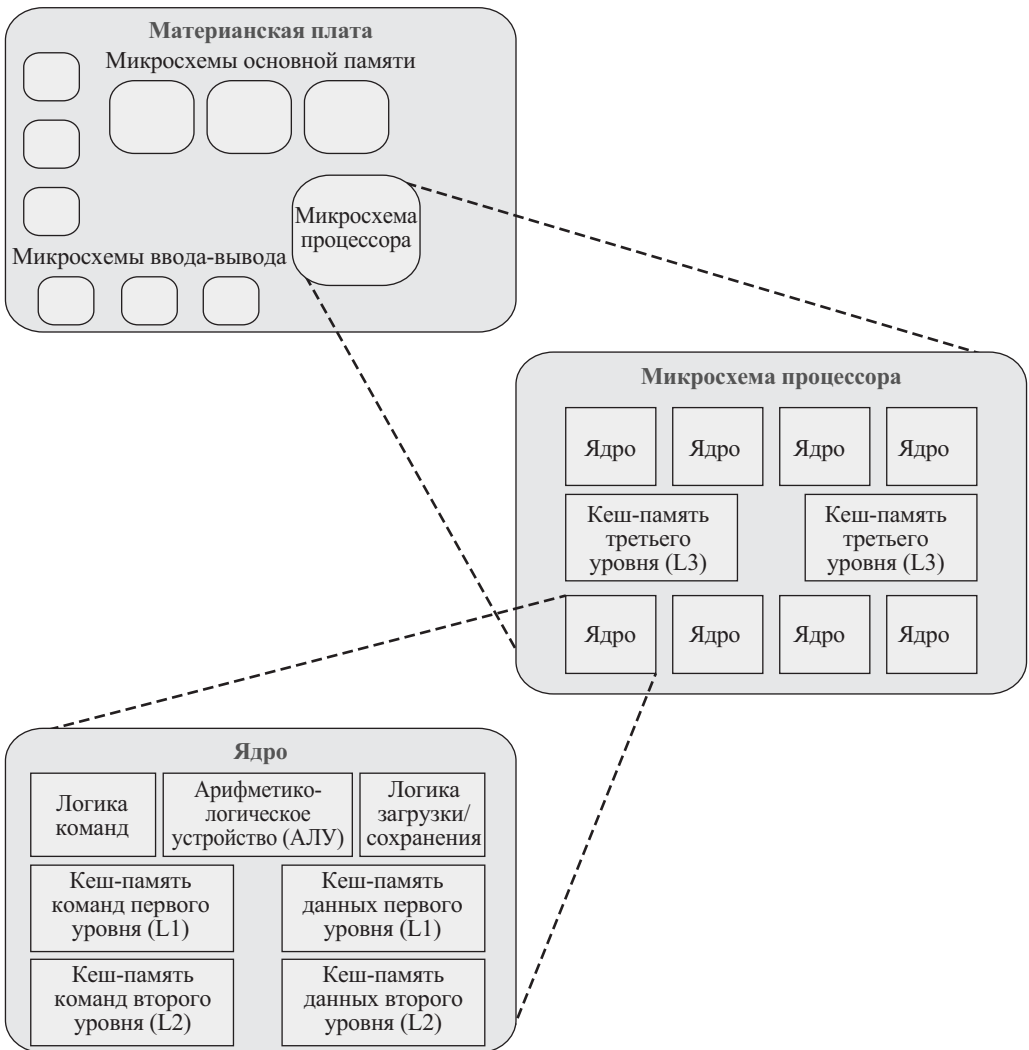 Материанская плата
Микросхемы основной памяти
Микросхема
процессора
Микросхемы ввода-вывода
Микросхема процессора
Ядро
Ядро
Ядро
Ядро
Кеш-память
третьего
уровня (L3)
Кеш-память
третьего
уровня (L3)
Ядро
Ядро
Ядро
Ядро
Ядро
Логика
команд
Арифметико-
логическое
устройство (АЛУ)
Логика
загрузки/
сохранения
Кеш-память
команд первого
уровня (L1)
Кеш-память
данных первого
уровня (L1)
Кеш-память
команд второго
уровня (L2)
Кеш-память
данных второго
уровня (L2)